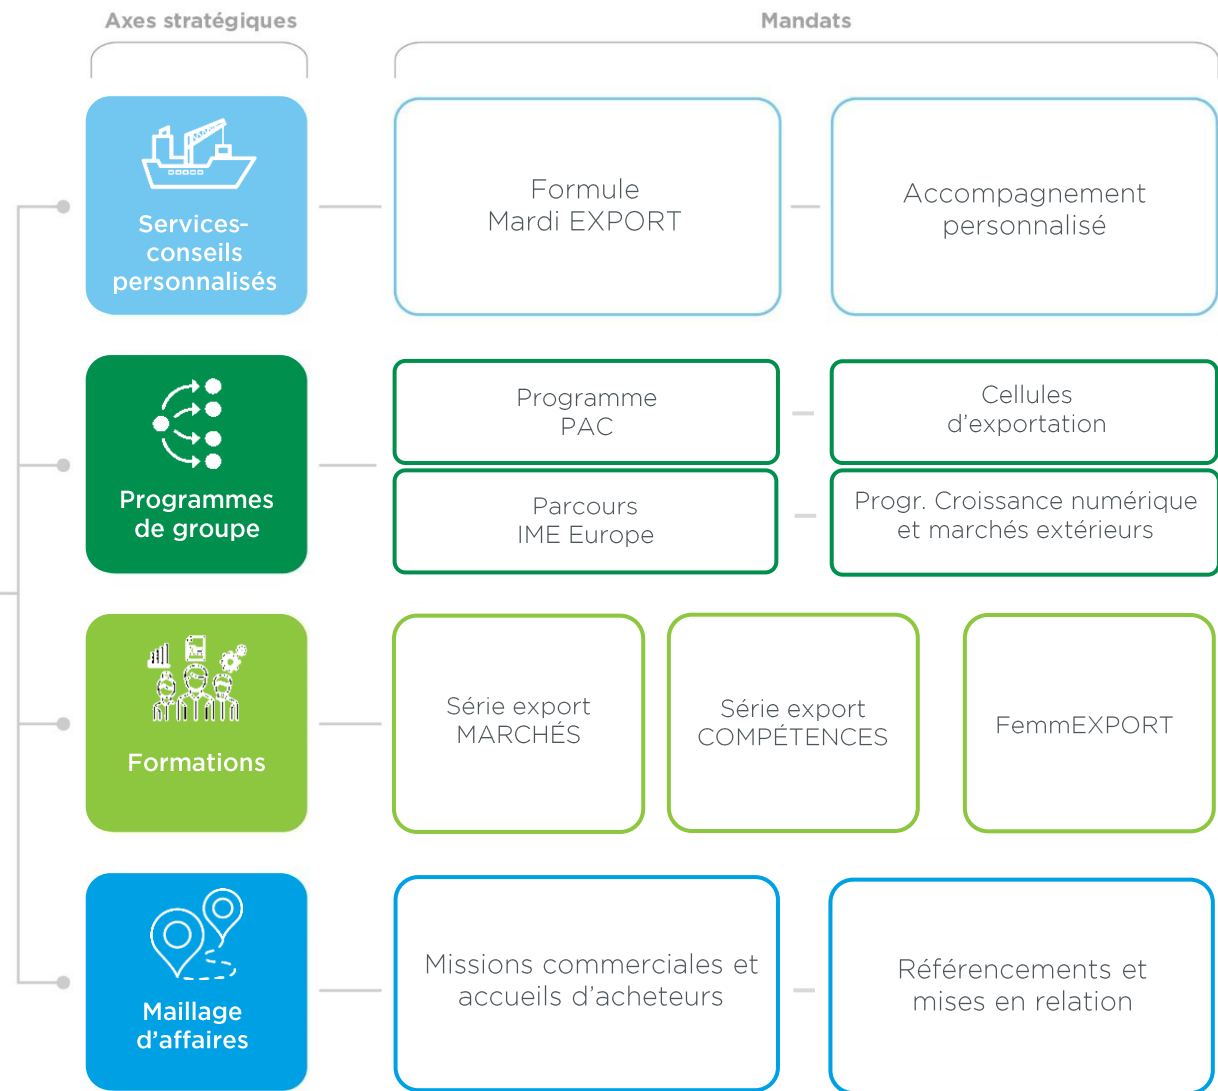 Axes stratégiques
Mandats
Services-
conseils
personnalisés
Formule
Mardi EXPORT
Accompagnement
personnalisé
Programmes
de groupe
Programme
PAC
Cellules
d'exportation
Parcours
IME Europe
Progr. Croissance numérique
et marchés extérieurs
Formations
Série export
MARCHÉS
Série export
COMPÉTENCES
FemmEXPORT
Maillage
d'affaires
Missions commerciales et
accueils d'acheteurs
Référencements et
mises en relation